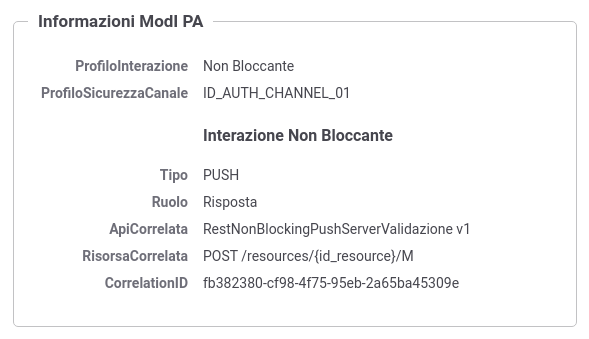 Informazioni ModI PA
ProfiloInterazione Non Bloccante
ProfiloSicurezzaCanale ID_AUTH_CHANNEL_01
Interazione Non Bloccante
Tipo PUSH
Ruolo Risposta
ApiCorrelata RestNonBlockingPushServerValidazione v1
RisorsaCorrelata POST /resources/{id_resource}/M
CorrelationID fb382380-cf98-4f75-95eb-2a65ba45309e